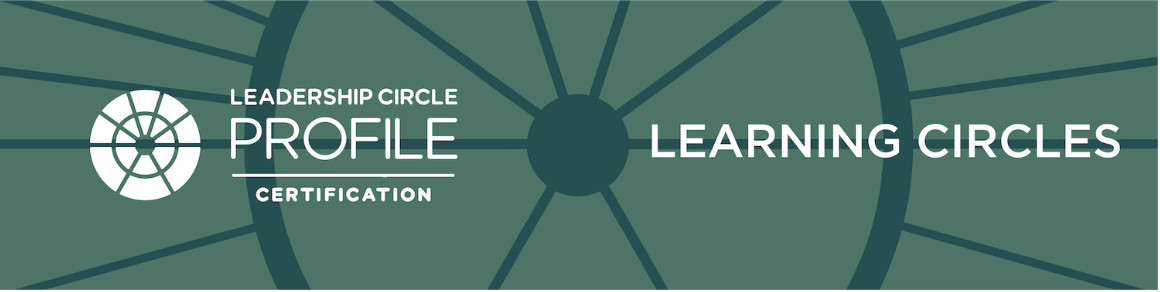 LEADERSHIP CIRCLE
PROFILE
CERTIFICATION
LEARNING CIRCLES